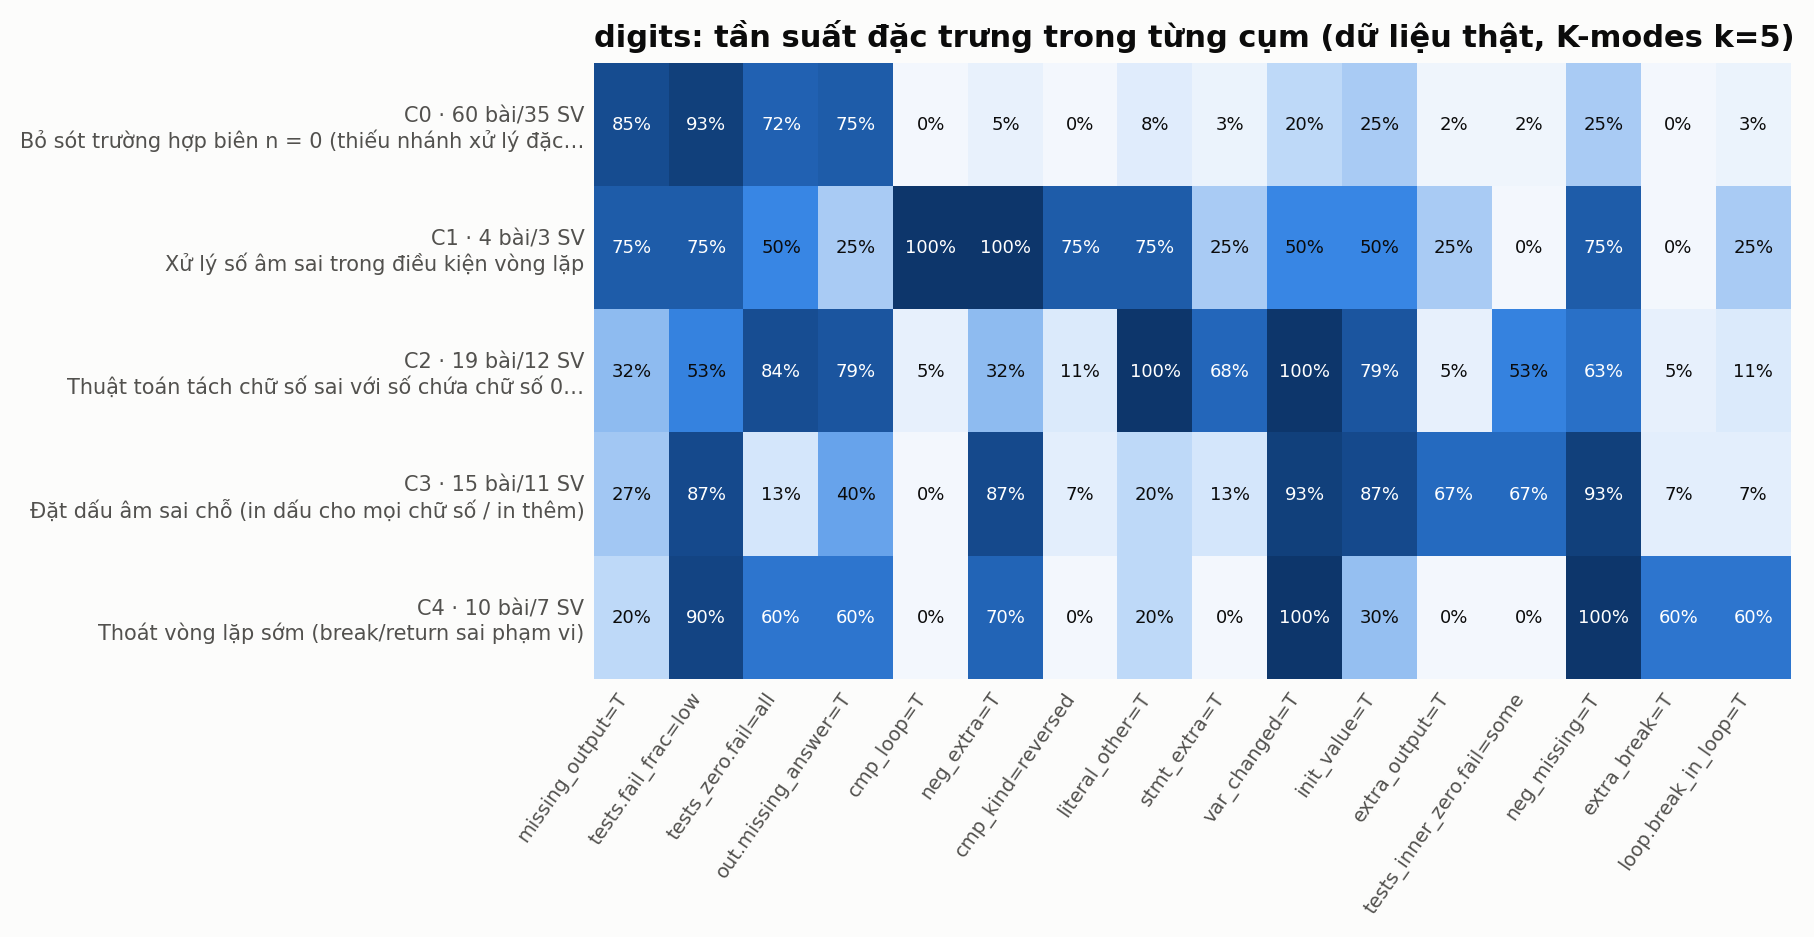 digits: tần suất đặc trưng trong từng cụm (dữ liệu thật, K-modes k=5)
C0 · 60 bài/35 SV
Bỏ sót trường hợp biên n = 0 (thiếu nhánh xử lý đặc…
85% 93% 72% 75% 0% 5% 0% 8% 3% 20% 25% 2% 2% 25% 0% 3%
C1 · 4 bài/3 SV
Xử lý số âm sai trong điều kiện vòng lặp
75% 75% 50% 25% 100% 100% 75% 75% 25% 50% 50% 25% 0% 75% 0% 25%
C2 · 19 bài/12 SV
Thuật toán tách chữ số sai với số chứa chữ số 0…
32% 53% 84% 79% 5% 32% 11% 100% 68% 100% 79% 5% 53% 63% 5% 11%
C3 · 15 bài/11 SV
Đặt dấu âm sai chỗ (in dấu cho mọi chữ số / in thêm)
27% 87% 13% 40% 0% 87% 7% 20% 13% 93% 87% 67% 67% 93% 7% 7%
C4 · 10 bài/7 SV
Thoát vòng lặp sớm (break/return sai phạm vi)
20% 90% 60% 60% 0% 70% 0% 20% 0% 100% 30% 0% 0% 100% 60% 60%
missing_output=T
tests.fail_frac=low
tests_zero.fail=all
out.missing_answer=T
cmp_loop=T
neg_extra=T
cmp_kind=reversed
literal_other=T
stmt_extra=T
var_changed=T
init_value=T
extra_output=T
tests_inner_zero.fail=some
neg_missing=T
extra_break=T
loop.break_in_loop=T